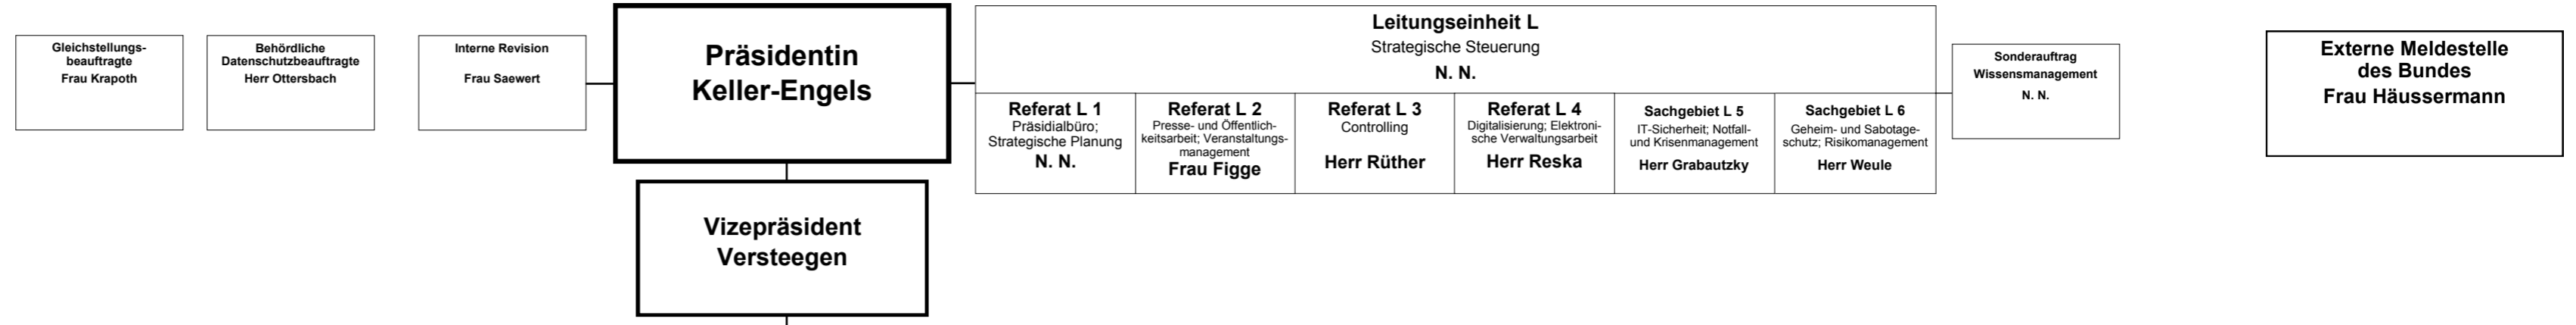 Gleichstellungs-
beauftragte
Frau Krapoth
Behördliche
Datenschutzbeauftragte
Herr Ottersbach
Interne Revision
Frau Saewert
Präsidentin
Keller-Engels
Vizepräsident
Versteegen
Leitungseinheit L
Strategische Steuerung
N. N.
Referat L 1
Präsidialbüro;
Strategische Planung
N. N.
Referat L 2
Presse- und Öffentlich-
keitsarbeit; Veranstaltungs-
management
Frau Figge
Referat L 3
Controlling
Herr Rüther
Referat L 4
Digitalisierung; Elektroni-
sche Verwaltungsarbeit
Herr Reska
Sachgebiet L 5
IT-Sicherheit; Notfall-
und Krisenmanagement
Herr Grabautzky
Sachgebiet L 6
Geheim- und Sabotage-
schutz; Risikomanagement
Herr Weule
Sonderauftrag
Wissensmanagement
N. N.
Externe Meldestelle
des Bundes
Frau Häussermann